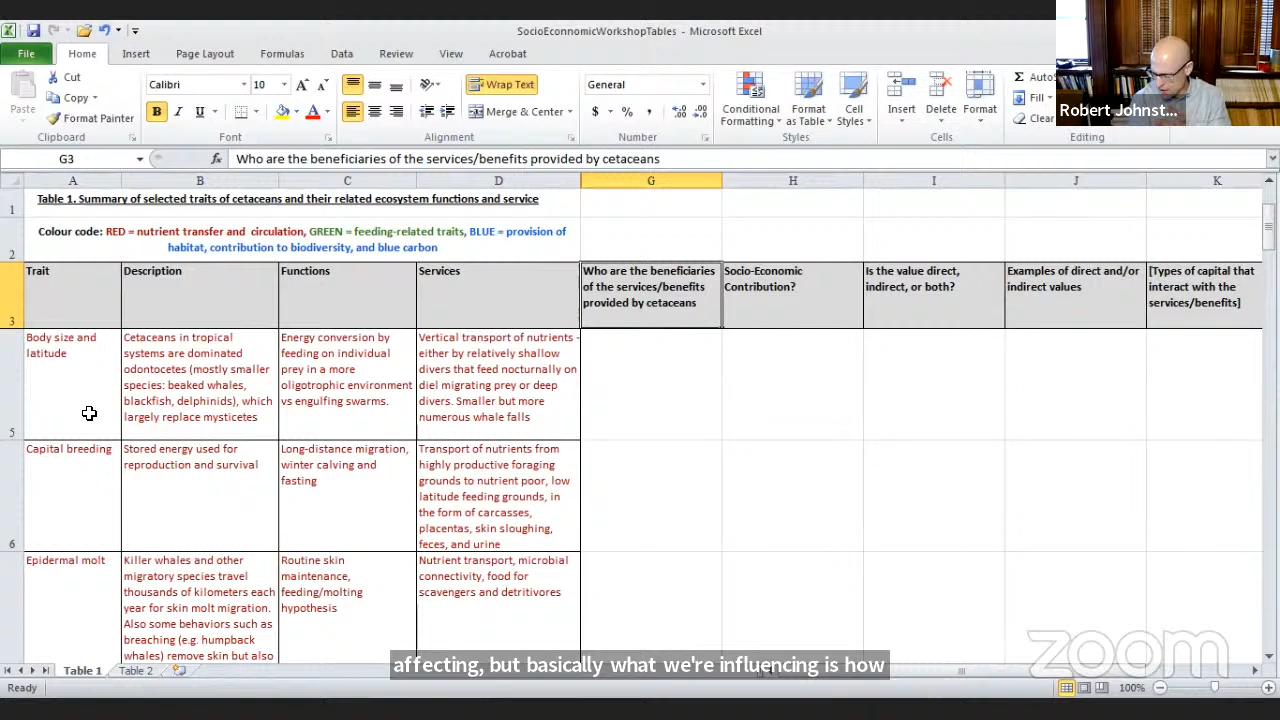 SocioEconnomicWorkshopTables - Microsoft Excel
File Home Insert Page Layout Formulas Data Review View Acrobat
Paste
Cut
Copy
Format Painter
Clipboard
Calibri 10
B I U
Font
Wrap Text
Merge & Center
Alignment
General
$ % ,
Number
Conditional Formatting
Format as Table
Cell Styles
Styles
Insert Delete Format
Cells
Auto
Fill
Clea
Editing
Robert Johnst...
G3 fx Who are the beneficiaries of the services/benefits provided by cetaceans
A B C D G H I J K
1
Table 1. Summary of selected traits of cetaceans and their related ecosystem functions and service
2
Colour code: RED = nutrient transfer and circulation, GREEN = feeding-related traits, BLUE = provision of
habitat, contribution to biodiversity, and blue carbon
3
Trait
Description
Functions
Services
Who are the beneficiaries
of the services/benefits
provided by cetaceans
Socio-Economic
Contribution?
Is the value direct,
indirect, or both?
Examples of direct and/or
indirect values
[Types of capital that
interact with the
services/benefits]
5
Body size and
latitude
Cetaceans in tropical
systems are dominated
odontocetes (mostly smaller
species: beaked whales,
blackfish, delphinids), which
largely replace mysticetes
Energy conversion by
feeding on individual
prey in a more
oligotrophic environment
vs engulfing swarms.
Vertical transport of nutrients -
either by relatively shallow
divers that feed nocturnally on
diel migrating prey or deep
divers. Smaller but more
numerous whale falls
6
Capital breeding
Stored energy used for
reproduction and survival
Long-distance migration,
winter calving and
fasting
Transport of nutrients from
highly productive foraging
grounds to nutrient poor, low
latitude feeding grounds, in
the form of carcasses,
placentas, skin sloughing,
feces, and urine
Epidermal molt
Killer whales and other
migratory species travel
thousands of kilometers each
year for skin molt migration.
Also some behaviors such as
breaching (e.g. humpback
whales) remove skin but also
Routine skin
maintenance,
feeding/molting
hypothesis
Nutrient transport, microbial
connectivity, food for
scavengers and detritivores
zoom
affecting, but basically what we're influencing is how
Table 1 Table 2
Ready
100%